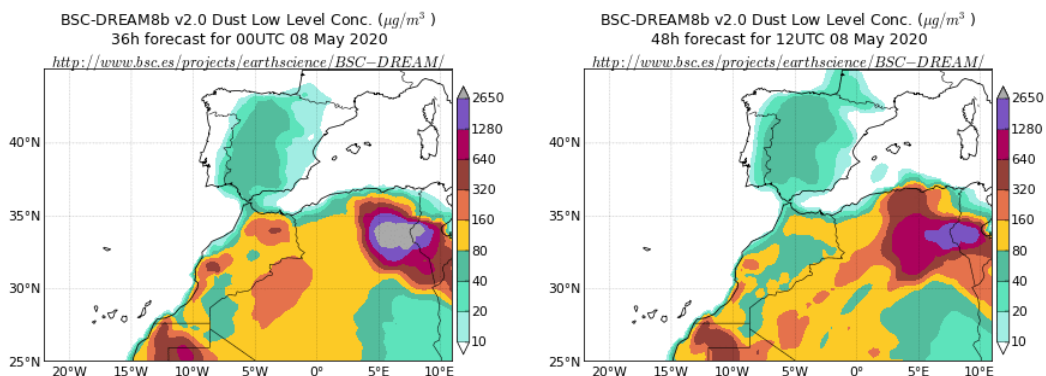 BSC-DREAM8b v2.0 Dust Low Level Conc. (μg/m³ )
36h forecast for 00UTC 08 May 2020
http://www.bsc.es/projects/earthscience/BSC−DREAM/
40°N
35°N
30°N
25°N
20°W
15°W
10°W
5°W
0°
5°E
10°E
2650
1280
640
320
160
80
40
20
10
BSC-DREAM8b v2.0 Dust Low Level Conc. (μg/m³ )
48h forecast for 12UTC 08 May 2020
http://www.bsc.es/projects/earthscience/BSC−DREAM/
40°N
35°N
30°N
25°N
20°W
15°W
10°W
5°W
0°
5°E
10°E
2650
1280
640
320
160
80
40
20
10